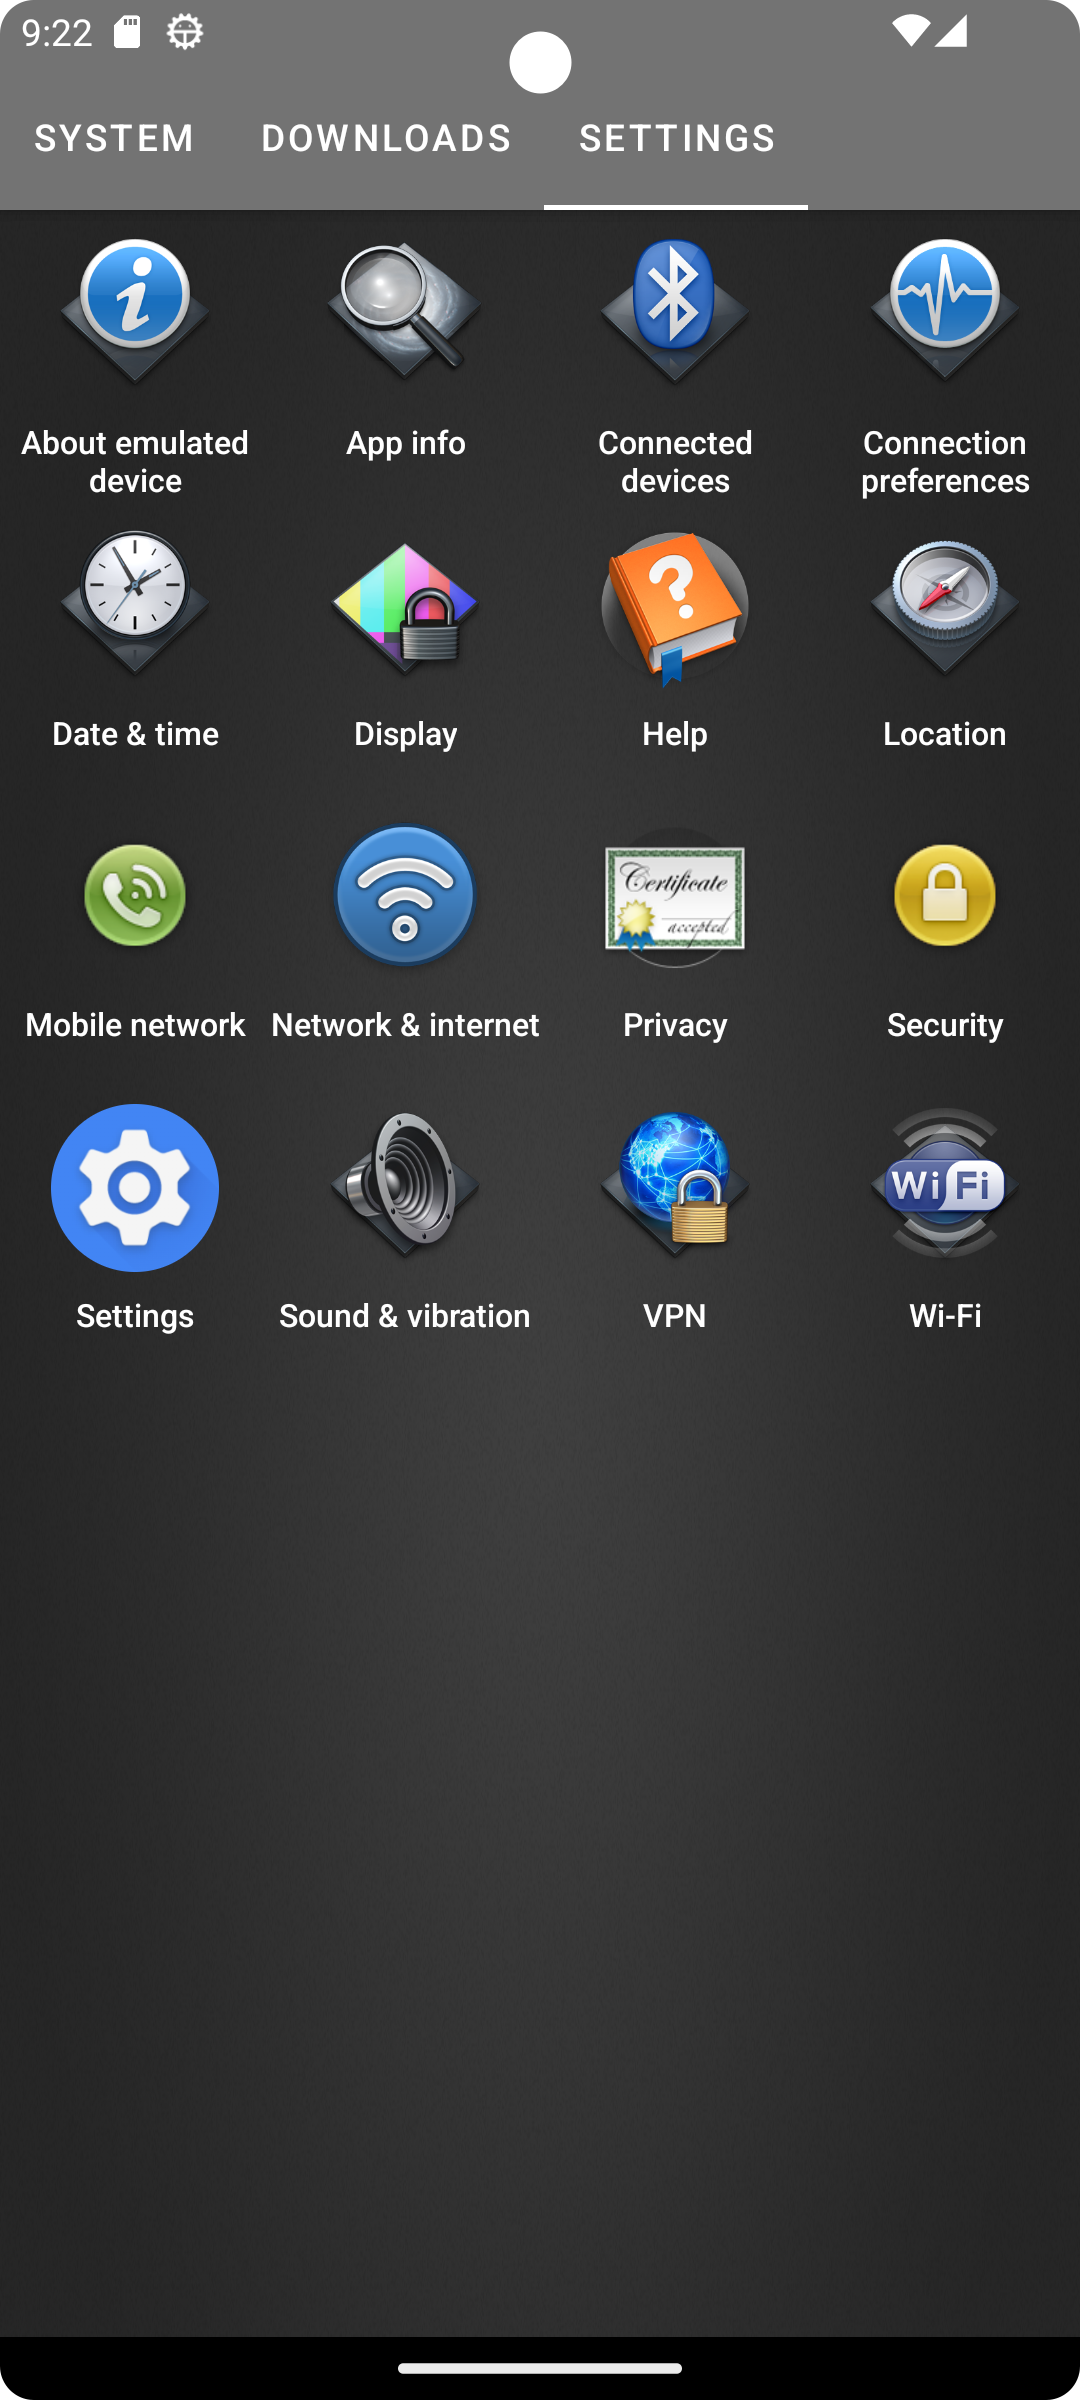 9:22
SYSTEM DOWNLOADS SETTINGS
About emulated device
App info
Connected devices
Connection preferences
Date & time
Display
Help
Location
Mobile network
Network & internet
Certificate
accepted
Privacy
Security
Settings
Sound & vibration
VPN
WiFi
Wi-Fi